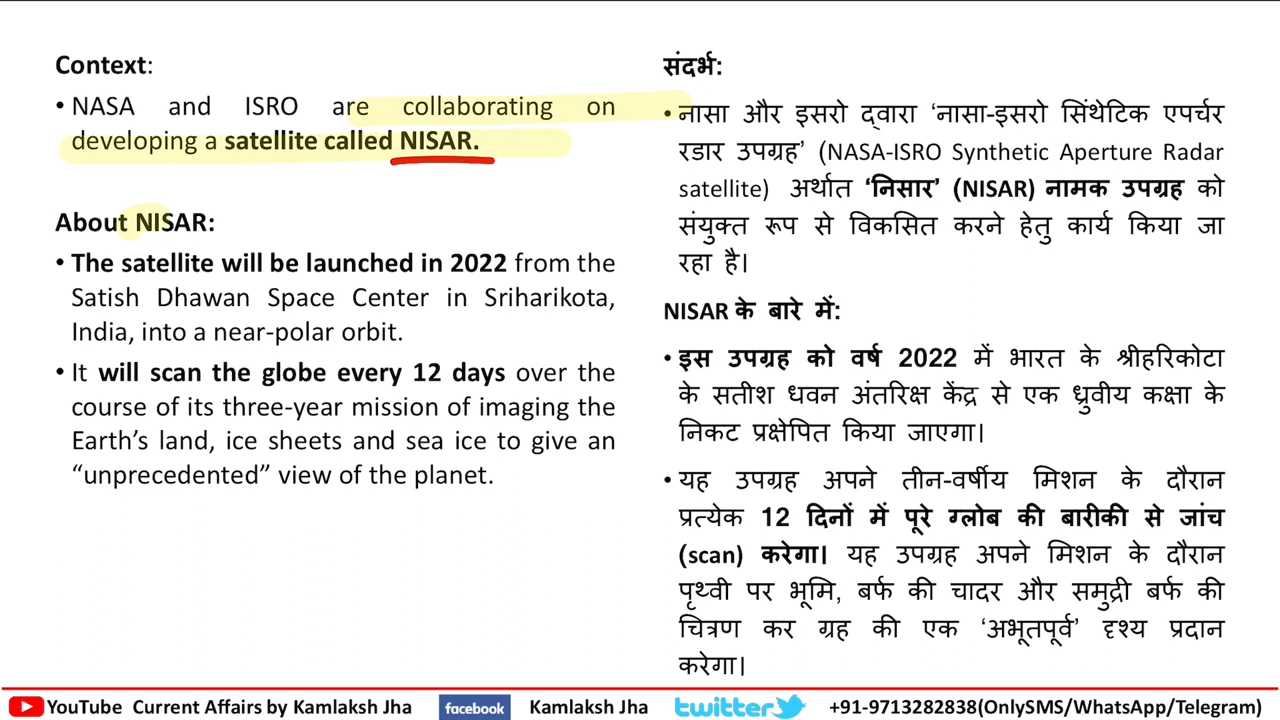 Context:
• NASA and ISRO are collaborating on
developing a satellite called NISAR.
About NISAR:
• The satellite will be launched in 2022 from the
Satish Dhawan Space Center in Sriharikota,
India, into a near-polar orbit.
• It will scan the globe every 12 days over the
course of its three-year mission of imaging the
Earth’s land, ice sheets and sea ice to give an
“unprecedented” view of the planet.
संदर्भ:
• नासा और इसरो द्वारा ‘नासा-इसरो सिंथेटिक एपर्चर
रडार उपग्रह’ (NASA-ISRO Synthetic Aperture Radar
satellite) अर्थात ‘निसार’ (NISAR) नामक उपग्रह को
संयुक्त रूप से विकसित करने हेतु कार्य किया जा
रहा है।
NISAR के बारे में:
• इस उपग्रह को वर्ष 2022 में भारत के श्रीहरिकोटा
के सतीश धवन अंतरिक्ष केंद्र से एक ध्रुवीय कक्षा के
निकट प्रक्षेपित किया जाएगा।
• यह उपग्रह अपने तीन-वर्षीय मिशन के दौरान
प्रत्येक 12 दिनों में पूरे ग्लोब की बारीकी से जांच
(scan) करेगा। यह उपग्रह अपने मिशन के दौरान
पृथ्वी पर भूमि, बर्फ की चादर और समुद्री बर्फ की
चित्रण कर ग्रह की एक ‘अभूतपूर्व’ दृश्य प्रदान
करेगा।
YouTube Current Affairs by Kamlaksh Jha facebook Kamlaksh Jha twitter +91-9713282838(OnlySMS/WhatsApp/Telegram)